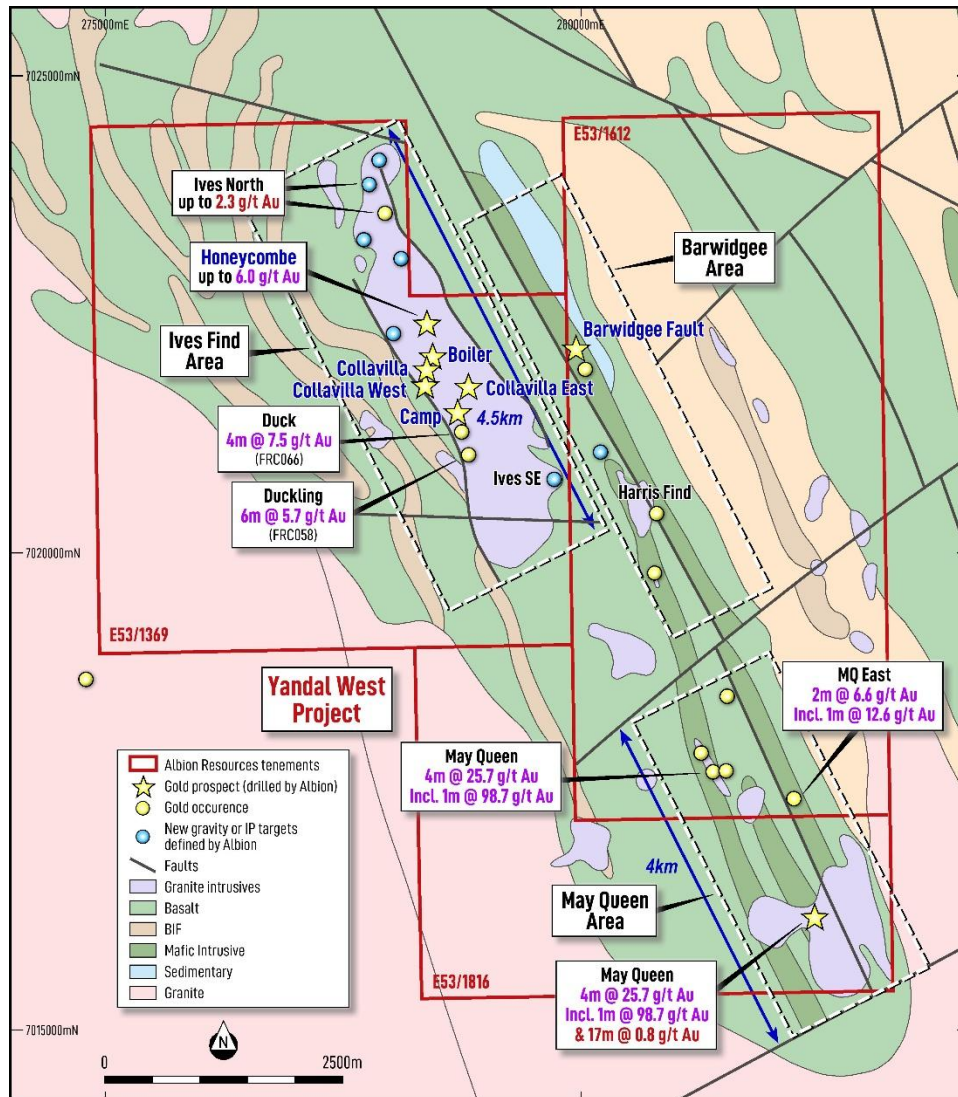 275000mE
280000mE
7025000mN
E53/1612
Ives North
up to 2.3 g/t Au
Honeycombe
up to 6.0 g/t Au
Barwidgee
Area
Ives Find
Area
Barwidgee Fault
Boiler
Collavilla
Collavilla West
Collavilla East
Camp
4.5km
Duck
4m @ 7.5 g/t Au
(FRC066)
Ives SE
Harris Find
Duckling
6m @ 5.7 g/t Au
(FRC058)
7020000mN
E53/1369
Yandal West
Project
MQ East
2m @ 6.6 g/t Au
Incl. 1m @ 12.6 g/t Au
May Queen
4m @ 25.7 g/t Au
Incl. 1m @ 98.7 g/t Au
Albion Resources tenements
Gold prospect (drilled by Albion)
Gold occurence
New gravity or IP targets
defined by Albion
Faults
Granite intrusives
Basalt
BIF
Mafic Intrusive
Sedimentary
Granite
4km
May Queen
Area
E53/1816
May Queen
4m @ 25.7 g/t Au
Incl. 1m @ 98.7 g/t Au
& 17m @ 0.8 g/t Au
7015000mN
N
0
2500m